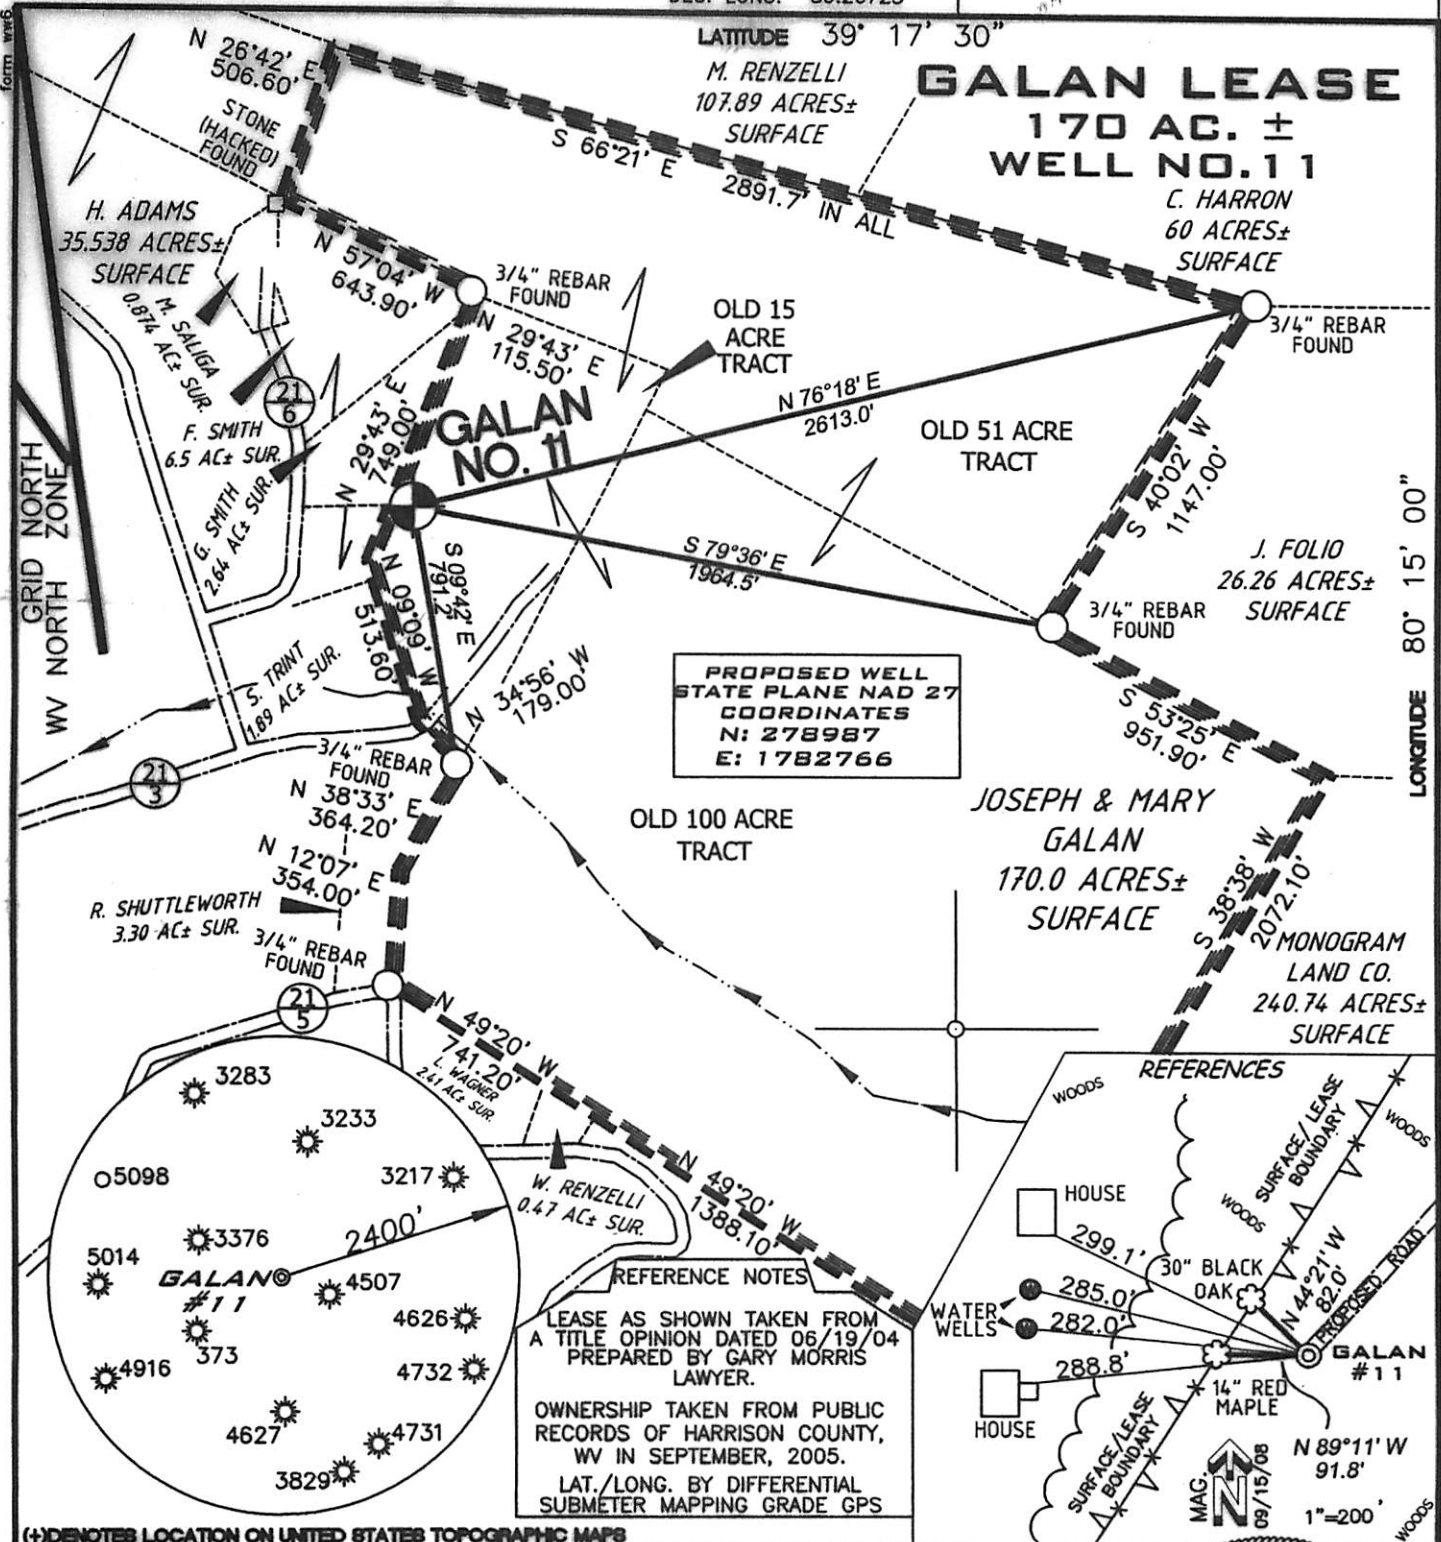 LATITUDE 39° 17' 30"
form ww6
N 26°42' E
506.60'
STONE
(HACKED)
FOUND
M. RENZELLI
107.89 ACRES±
SURFACE
GALAN LEASE
170 AC. ±
WELL NO.11
S 66°21' E
2891.7' IN ALL
C. HARRON
60 ACRES±
SURFACE
H. ADAMS
35.538 ACRES±
SURFACE
N 57°04' W
643.90'
3/4" REBAR
FOUND
M. SALIGA
0.874 AC± SUR.
OLD 15
ACRE
TRACT
3/4" REBAR
FOUND
N 29°43' E
115.50'
21
6
F. SMITH
6.5 AC± SUR.
N 29°43' E
749.00'
GALAN
NO. 11
N 76°18' E
2613.0'
OLD 51 ACRE
TRACT
S 40°02' W
1147.00'
GRID NORTH
WV NORTH ZONE
G. SMITH
2.64 AC± SUR.
S 79°36' E
1964.5'
J. FOLIO
26.26 ACRES±
SURFACE
LONGITUDE 80° 15' 00"
N 09°09' W
513.60'
S 09°42' E
791.2'
3/4" REBAR
FOUND
S. TRINT
1.89 AC± SUR.
N 34°56' W
179.00'
PROPOSED WELL
STATE PLANE NAD 27
COORDINATES
N: 278987
E: 1782766
S 53°25' E
951.90'
3/4" REBAR
FOUND
21
3
N 38°33' E
364.20'
OLD 100 ACRE
TRACT
JOSEPH & MARY
GALAN
170.0 ACRES±
SURFACE
N 12°07' E
354.00'
S 38°38' W
2072.10'
R. SHUTTLEWORTH
3.30 AC± SUR.
3/4" REBAR
FOUND
MONOGRAM
LAND CO.
240.74 ACRES±
SURFACE
21
5
N 49°20' W
741.20'
L. WAGNER
2.41 AC± SUR.
W. RENZELLI
0.47 AC± SUR.
N 49°20' W
1388.10'
3283
3233
5098
3217
3376
2400'
5014
GALAN
#11
4507
4626
373
4916
4732
4627
4731
3829
REFERENCE NOTES
LEASE AS SHOWN TAKEN FROM
A TITLE OPINION DATED 06/19/04
PREPARED BY GARY MORRIS
LAWYER.
OWNERSHIP TAKEN FROM PUBLIC
RECORDS OF HARRISON COUNTY,
WV IN SEPTEMBER, 2005.
LAT./LONG. BY DIFFERENTIAL
SUBMETER MAPPING GRADE GPS
REFERENCES
WOODS
SURFACE/LEASE
BOUNDARY
WOODS
HOUSE
WOODS
299.1'
30" BLACK
OAK
N 44°21' W
82.0'
PROPOSED ROAD
285.0'
WATER
WELLS
282.0'
GALAN
#11
288.8'
14" RED
MAPLE
HOUSE
SURFACE/LEASE
BOUNDARY
N 89°11' W
91.8'
MAG.
N
09/15/08
1"=200'
WOODS
(+)DENOTES LOCATION ON UNITED STATES TOPOGRAPHIC MAPS